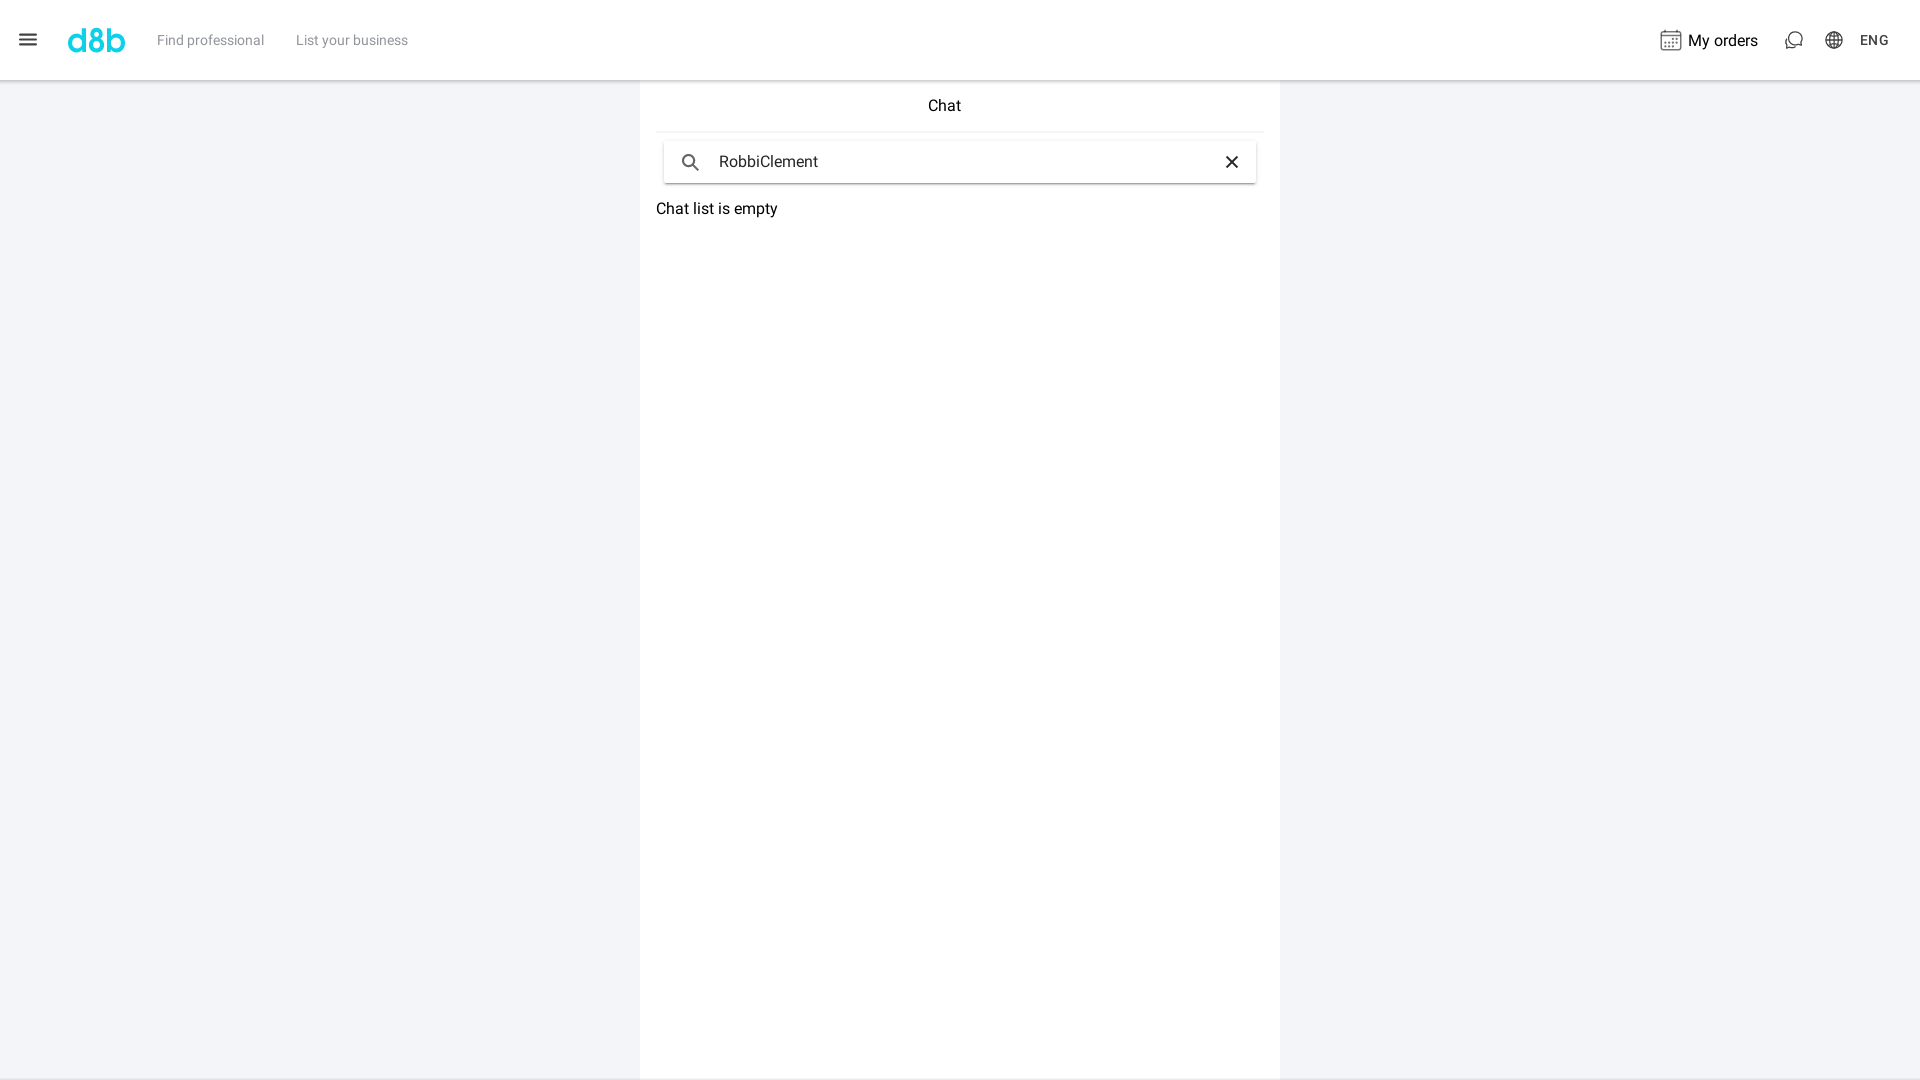 d8b
Find professional
List your business
My orders
ENG
Chat
RobbiClement
Chat list is empty